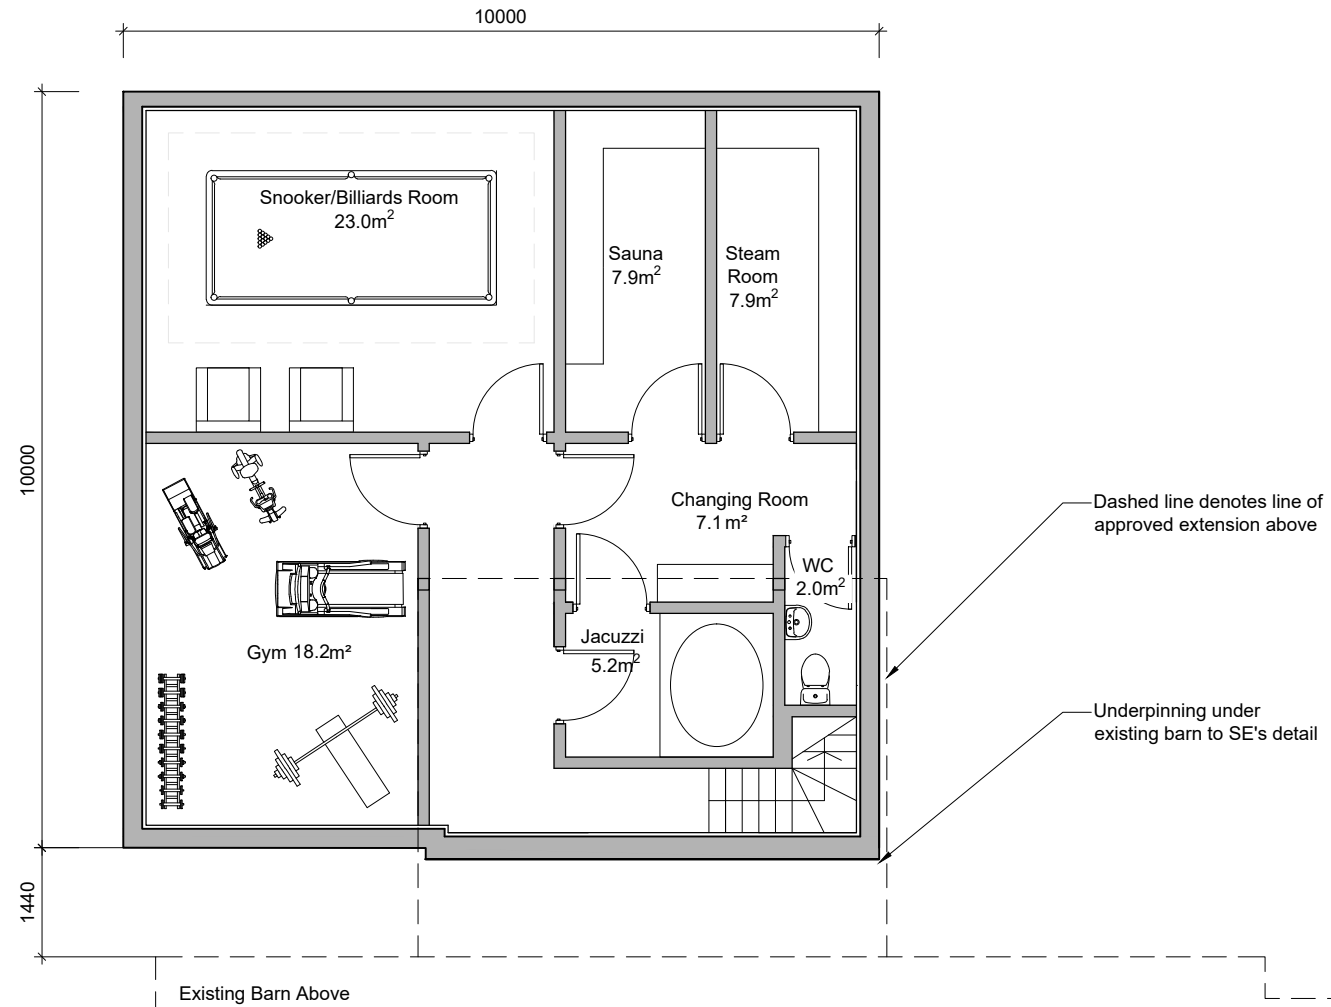 10000
Snooker/Billiards Room
23.0m²
Sauna
7.9m²
Steam
Room
7.9m²
10000
Changing Room
7.1m²
Dashed line denotes line of
approved extension above
WC
2.0m²
Gym 18.2m²
Jacuzzi
5.2m²
Underpinning under
existing barn to SE's detail
1440
Existing Barn Above